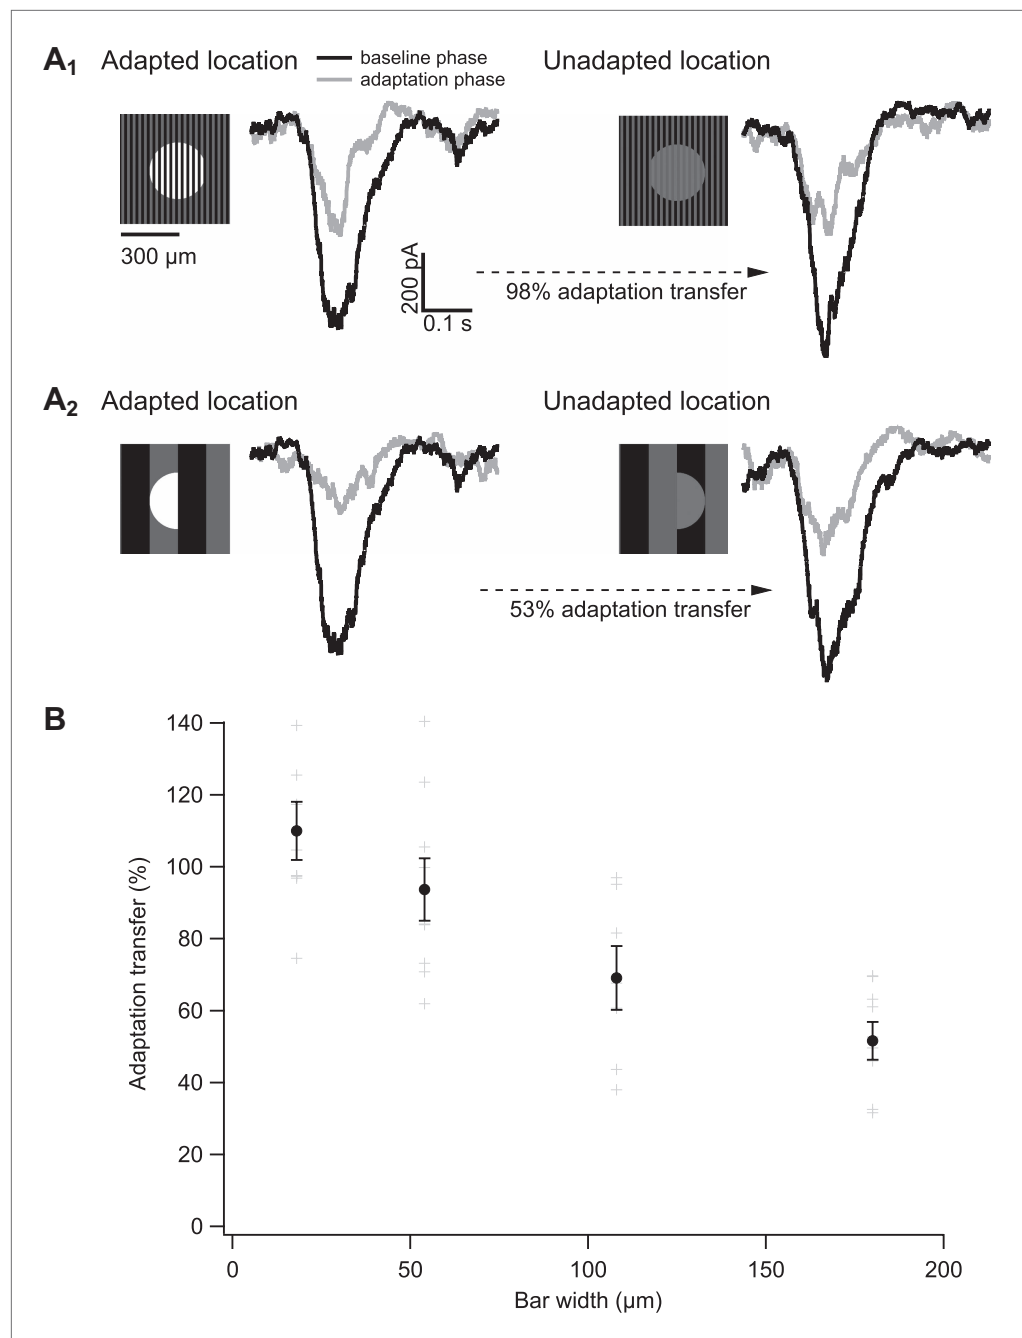 A1 Adapted location
baseline phase
adaptation phase
Unadapted location
300 µm
200 pA
0.1 s
98% adaptation transfer
A2 Adapted location
Unadapted location
53% adaptation transfer
B
140
120
100
80
60
40
20
0
Adaptation transfer (%)
0 50 100 150 200
Bar width (µm)